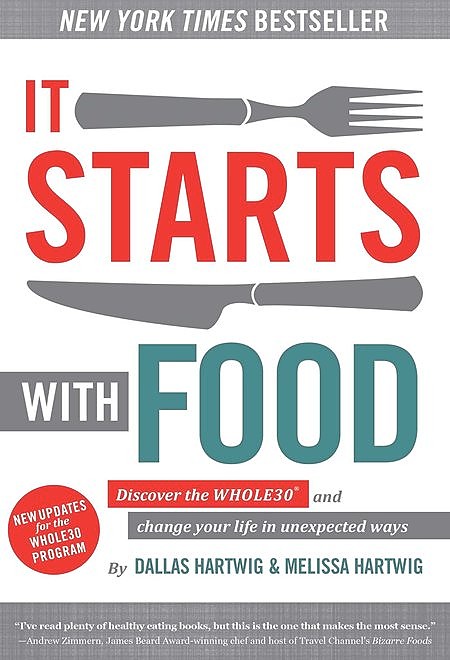 NEW YORK TIMES BESTSELLER
IT
STARTS
WITH FOOD
Discover the WHOLE30® and
change your life in unexpected ways
NEW UPDATES
for the
WHOLE30
PROGRAM
By DALLAS HARTWIG & MELISSA HARTWIG
“I've read plenty of healthy eating books, but this is the one that makes the most sense.”
—Andrew Zimmern, James Beard Award-winning chef and host of Travel Channel's Bizarre Foods